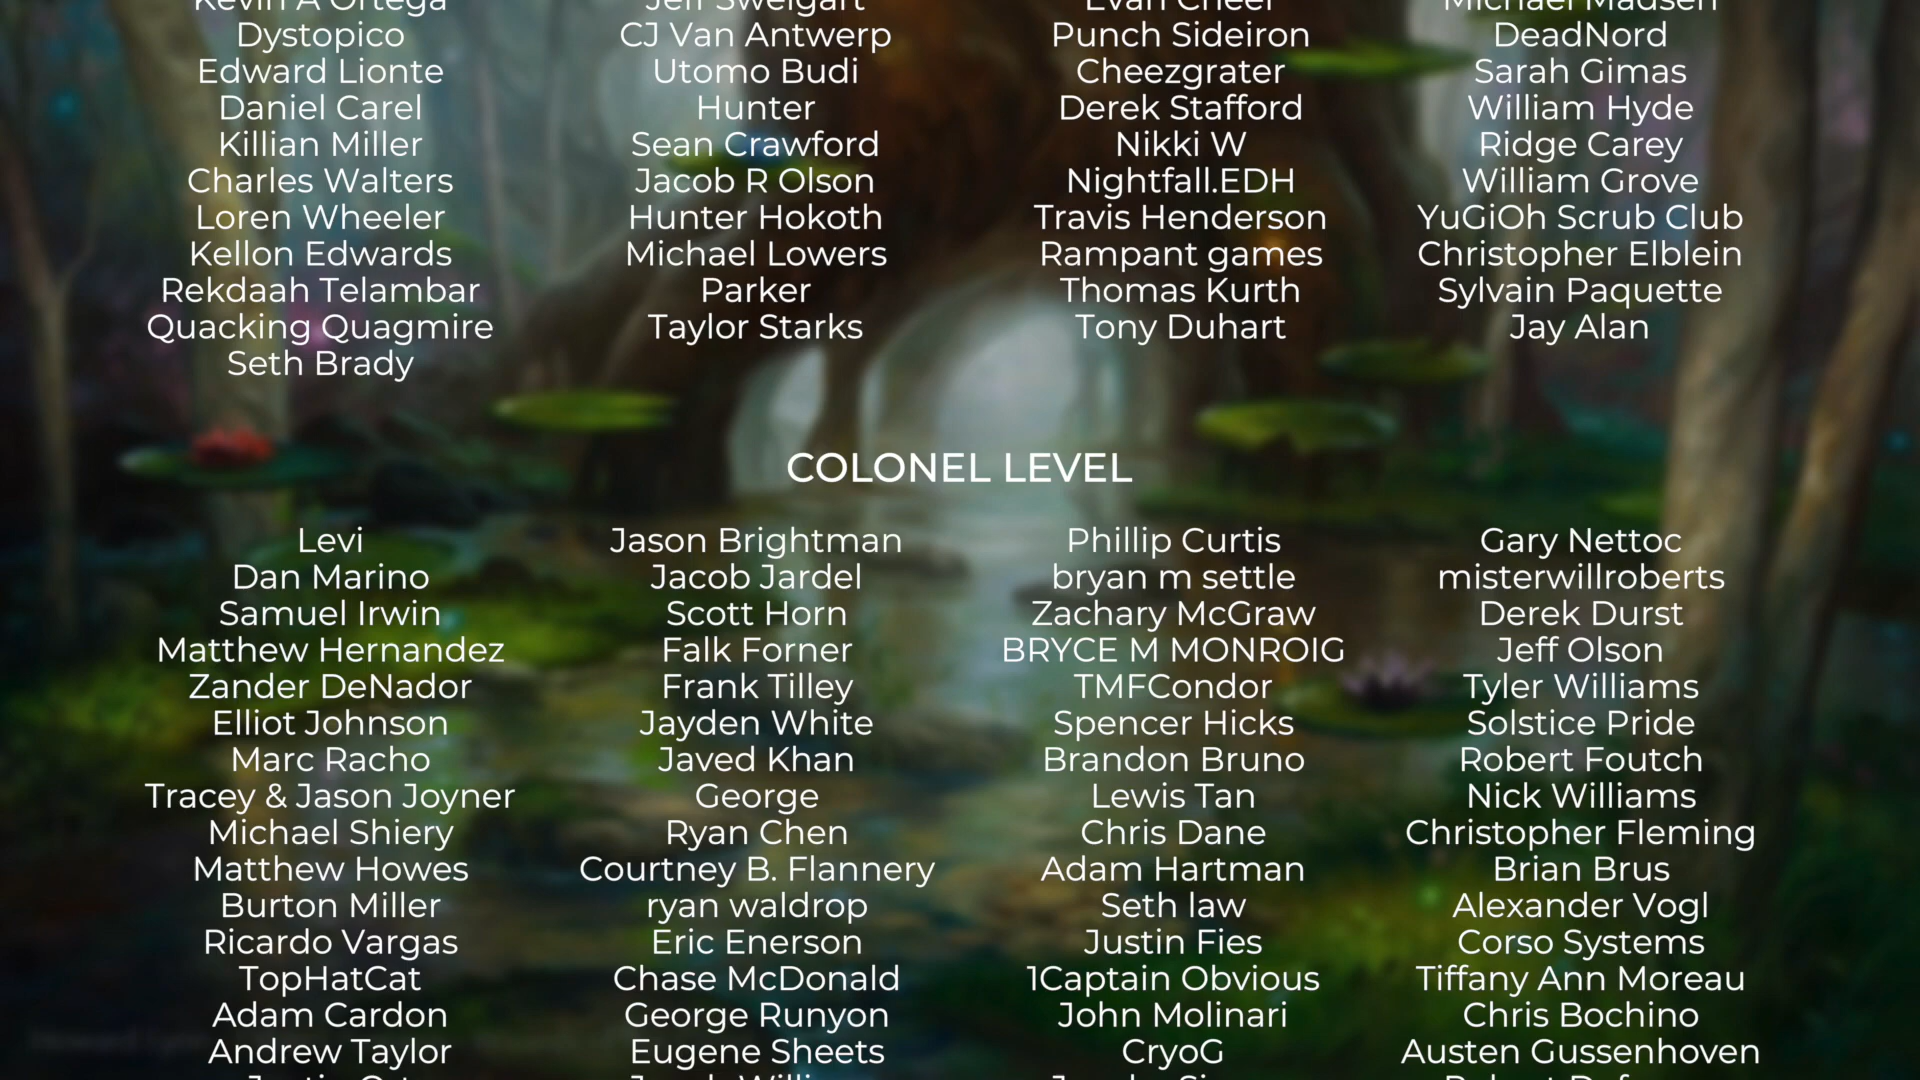 Kevin A Ortega
Dystopico
Edward Lionte
Daniel Carel
Killian Miller
Charles Walters
Loren Wheeler
Kellon Edwards
Rekdaah Telambar
Quacking Quagmire
Seth Brady
Jeff Sweigart
CJ Van Antwerp
Utomo Budi
Hunter
Sean Crawford
Jacob R Olson
Hunter Hokoth
Michael Lowers
Parker
Taylor Starks
Evan Cheer
Punch Sideiron
Cheezgrater
Derek Stafford
Nikki W
Nightfall.EDH
Travis Henderson
Rampant games
Thomas Kurth
Tony Duhart
Michael Madsen
DeadNord
Sarah Gimas
William Hyde
Ridge Carey
William Grove
YuGiOh Scrub Club
Christopher Elblein
Sylvain Paquette
Jay Alan
COLONEL LEVEL
Levi
Dan Marino
Samuel Irwin
Matthew Hernandez
Zander DeNador
Elliot Johnson
Marc Racho
Tracey & Jason Joyner
Michael Shiery
Matthew Howes
Burton Miller
Ricardo Vargas
TopHatCat
Adam Cardon
Andrew Taylor
Jason Brightman
Jacob Jardel
Scott Horn
Falk Forner
Frank Tilley
Jayden White
Javed Khan
George
Ryan Chen
Courtney B. Flannery
ryan waldrop
Eric Enerson
Chase McDonald
George Runyon
Eugene Sheets
Phillip Curtis
bryan m settle
Zachary McGraw
BRYCE M MONROIG
TMFCondor
Spencer Hicks
Brandon Bruno
Lewis Tan
Chris Dane
Adam Hartman
Seth law
Justin Fies
1Captain Obvious
John Molinari
CryoG
Gary Nettoc
misterwillroberts
Derek Durst
Jeff Olson
Tyler Williams
Solstice Pride
Robert Foutch
Nick Williams
Christopher Fleming
Brian Brus
Alexander Vogl
Corso Systems
Tiffany Ann Moreau
Chris Bochino
Austen Gussenhoven